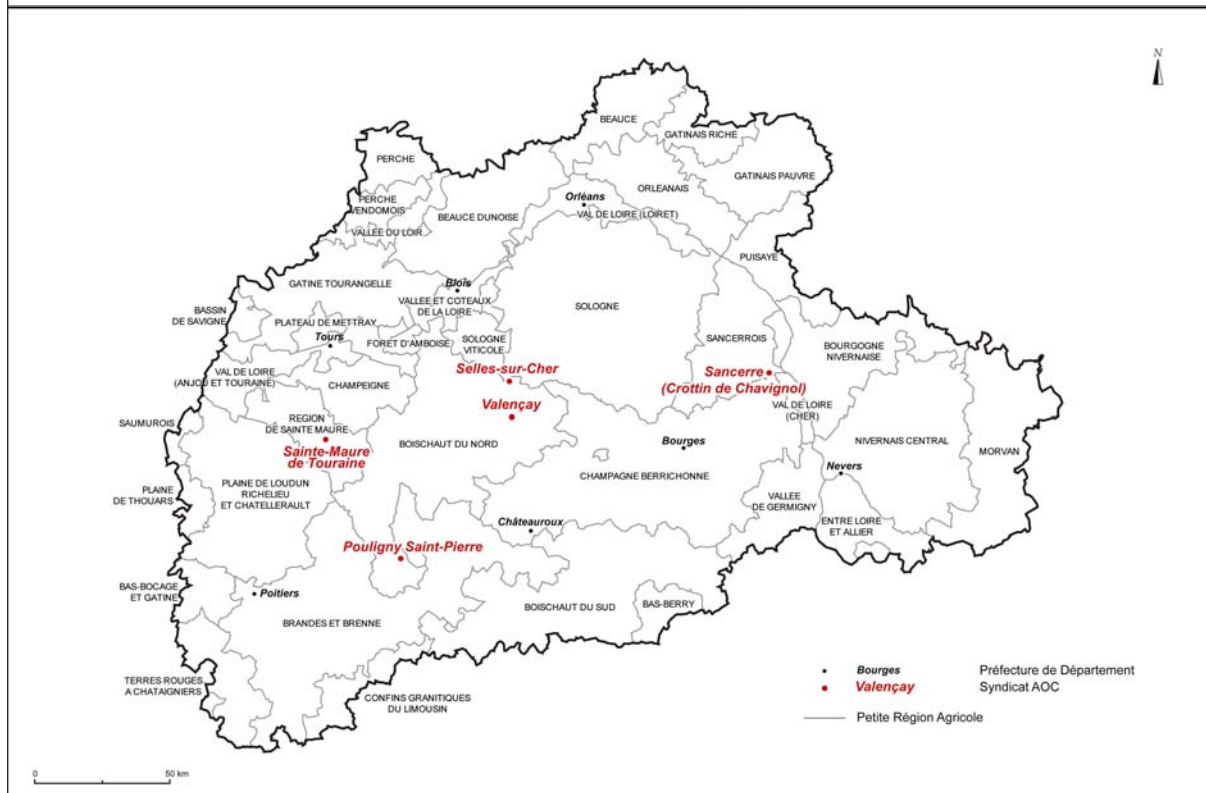 N
BEAUCE
GATINAIS RICHE
PERCHE
GATINAIS PAUVRE
ORLEANAIS
PERCHE
VENDOMOIS
Orléans
VAL DE LOIRE (LOIRET)
BEAUCE DUNOISE
VALLEE DU LOIR
PUISAYE
GATINE TOURANGELLE
Blois
VALLEE ET COTEAUX
DE LA LOIRE
SOLOGNE
BASSIN
DE SAVIGNE
PLATEAU DE METTRAY
Tours
FORET D'AMBOISE
SOLOGNE
VITICOLE
SANCERROIS
BOURGOGNE
NIVERNAISE
VAL DE LOIRE
(ANJOU ET TOURAINE)
CHAMPEIGNE
Selles-sur-Cher
Sancerre
(Crottin de Chavignol)
Valençay
VAL DE LOIRE
(CHER)
SAUMUROIS
REGION
DE SAINTE MAURE
Sainte-Maure
de Touraine
BOISCHAUT DU NORD
Bourges
NIVERNAIS CENTRAL
MORVAN
CHAMPAGNE BERRICHONNE
Nevers
PLAINE
DE THOUARS
PLAINE DE LOUDUN
RICHELIEU
ET CHATELLERAULT
VALLEE
DE GERMIGNY
Châteauroux
ENTRE LOIRE
ET ALLIER
Pouligny Saint-Pierre
BAS-BOCAGE
ET GATINE
Poitiers
BOISCHAUT DU SUD
BAS-BERRY
BRANDES ET BRENNE
TERRES ROUGES
A CHATAIGNIERS
CONFINS GRANITIQUES
DU LIMOUSIN
Bourges Préfecture de Département
Valençay Syndicat AOC
Petite Région Agricole
0 50 km